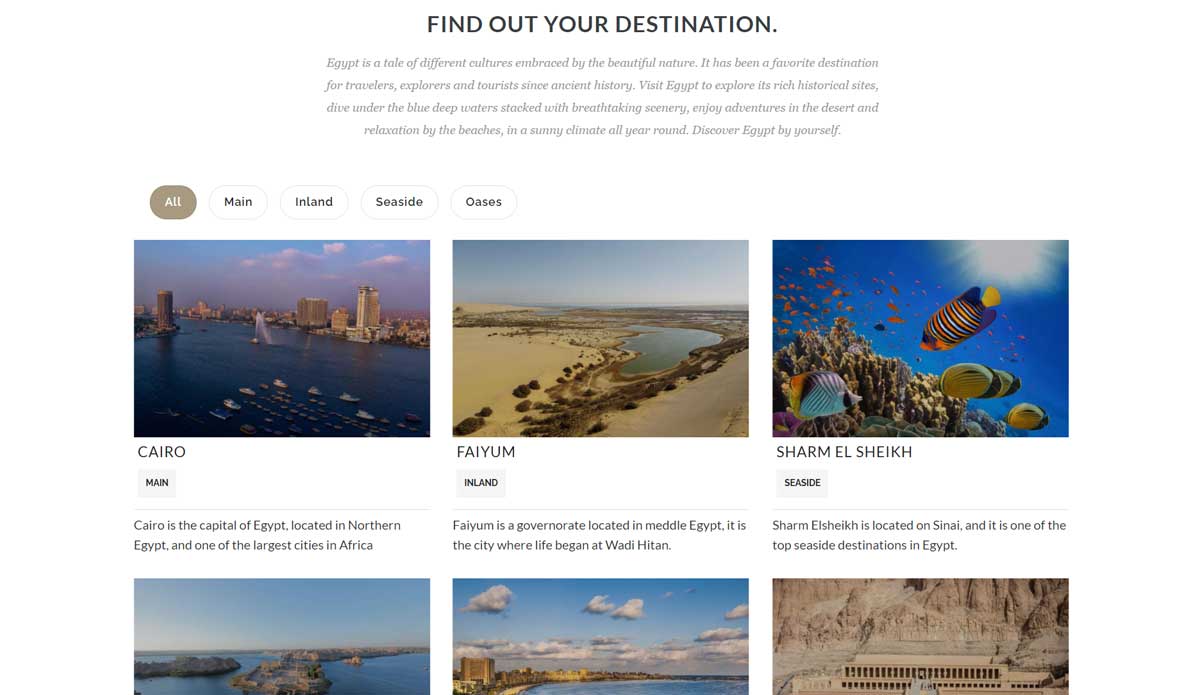 FIND OUT YOUR DESTINATION.
Egypt is a tale of different cultures embraced by the beautiful nature. It has been a favorite destination
for travelers, explorers and tourists since ancient history. Visit Egypt to explore its rich historical sites,
dive under the blue deep waters stacked with breathtaking scenery, enjoy adventures in the desert and
relaxation by the beaches, in a sunny climate all year round. Discover Egypt by yourself.
All Main Inland Seaside Oases
CAIRO
MAIN
Cairo is the capital of Egypt, located in Northern
Egypt, and one of the largest cities in Africa
FAIYUM
INLAND
Faiyum is a governorate located in meddle Egypt, it is
the city where life began at Wadi Hitan.
SHARM EL SHEIKH
SEASIDE
Sharm Elsheikh is located on Sinai, and it is one of the
top seaside destinations in Egypt.